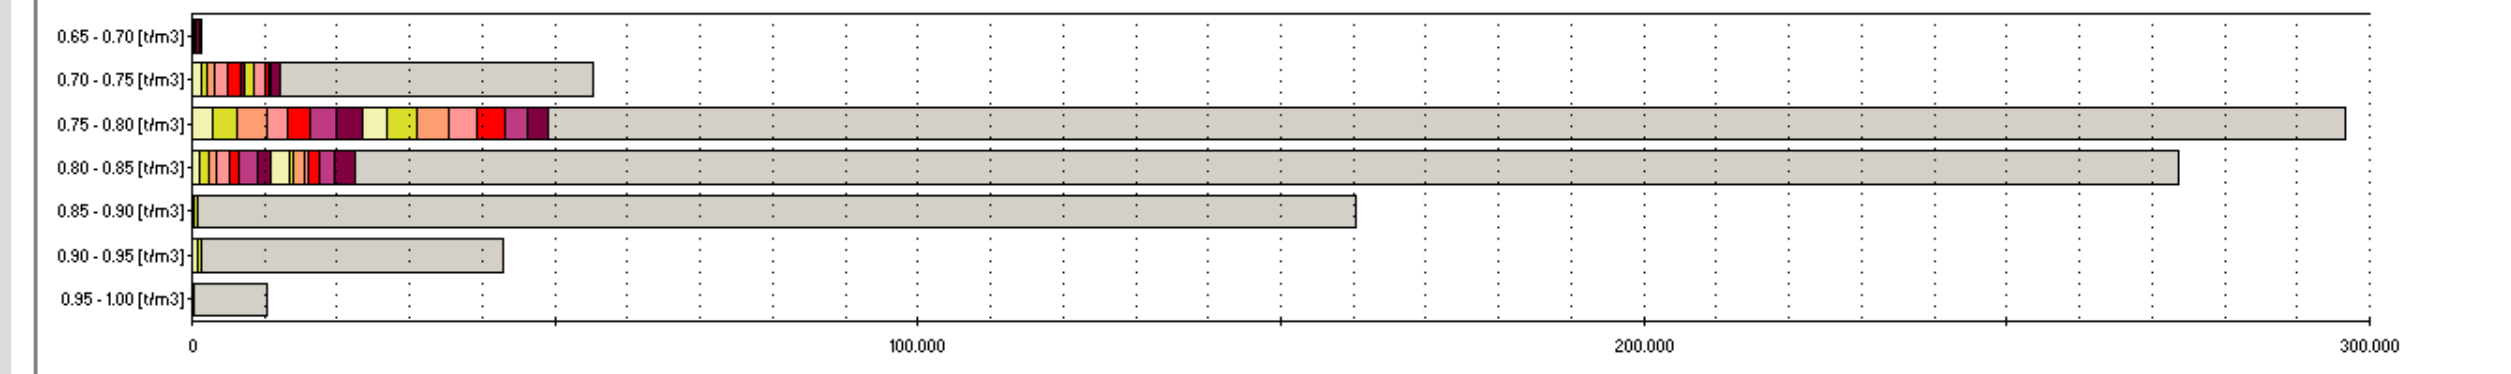 0.65 - 0.70 [t/m3]
0.70 - 0.75 [t/m3]
0.75 - 0.80 [t/m3]
0.80 - 0.85 [t/m3]
0.85 - 0.90 [t/m3]
0.90 - 0.95 [t/m3]
0.95 - 1.00 [t/m3]
0 100.000 200.000 300.000